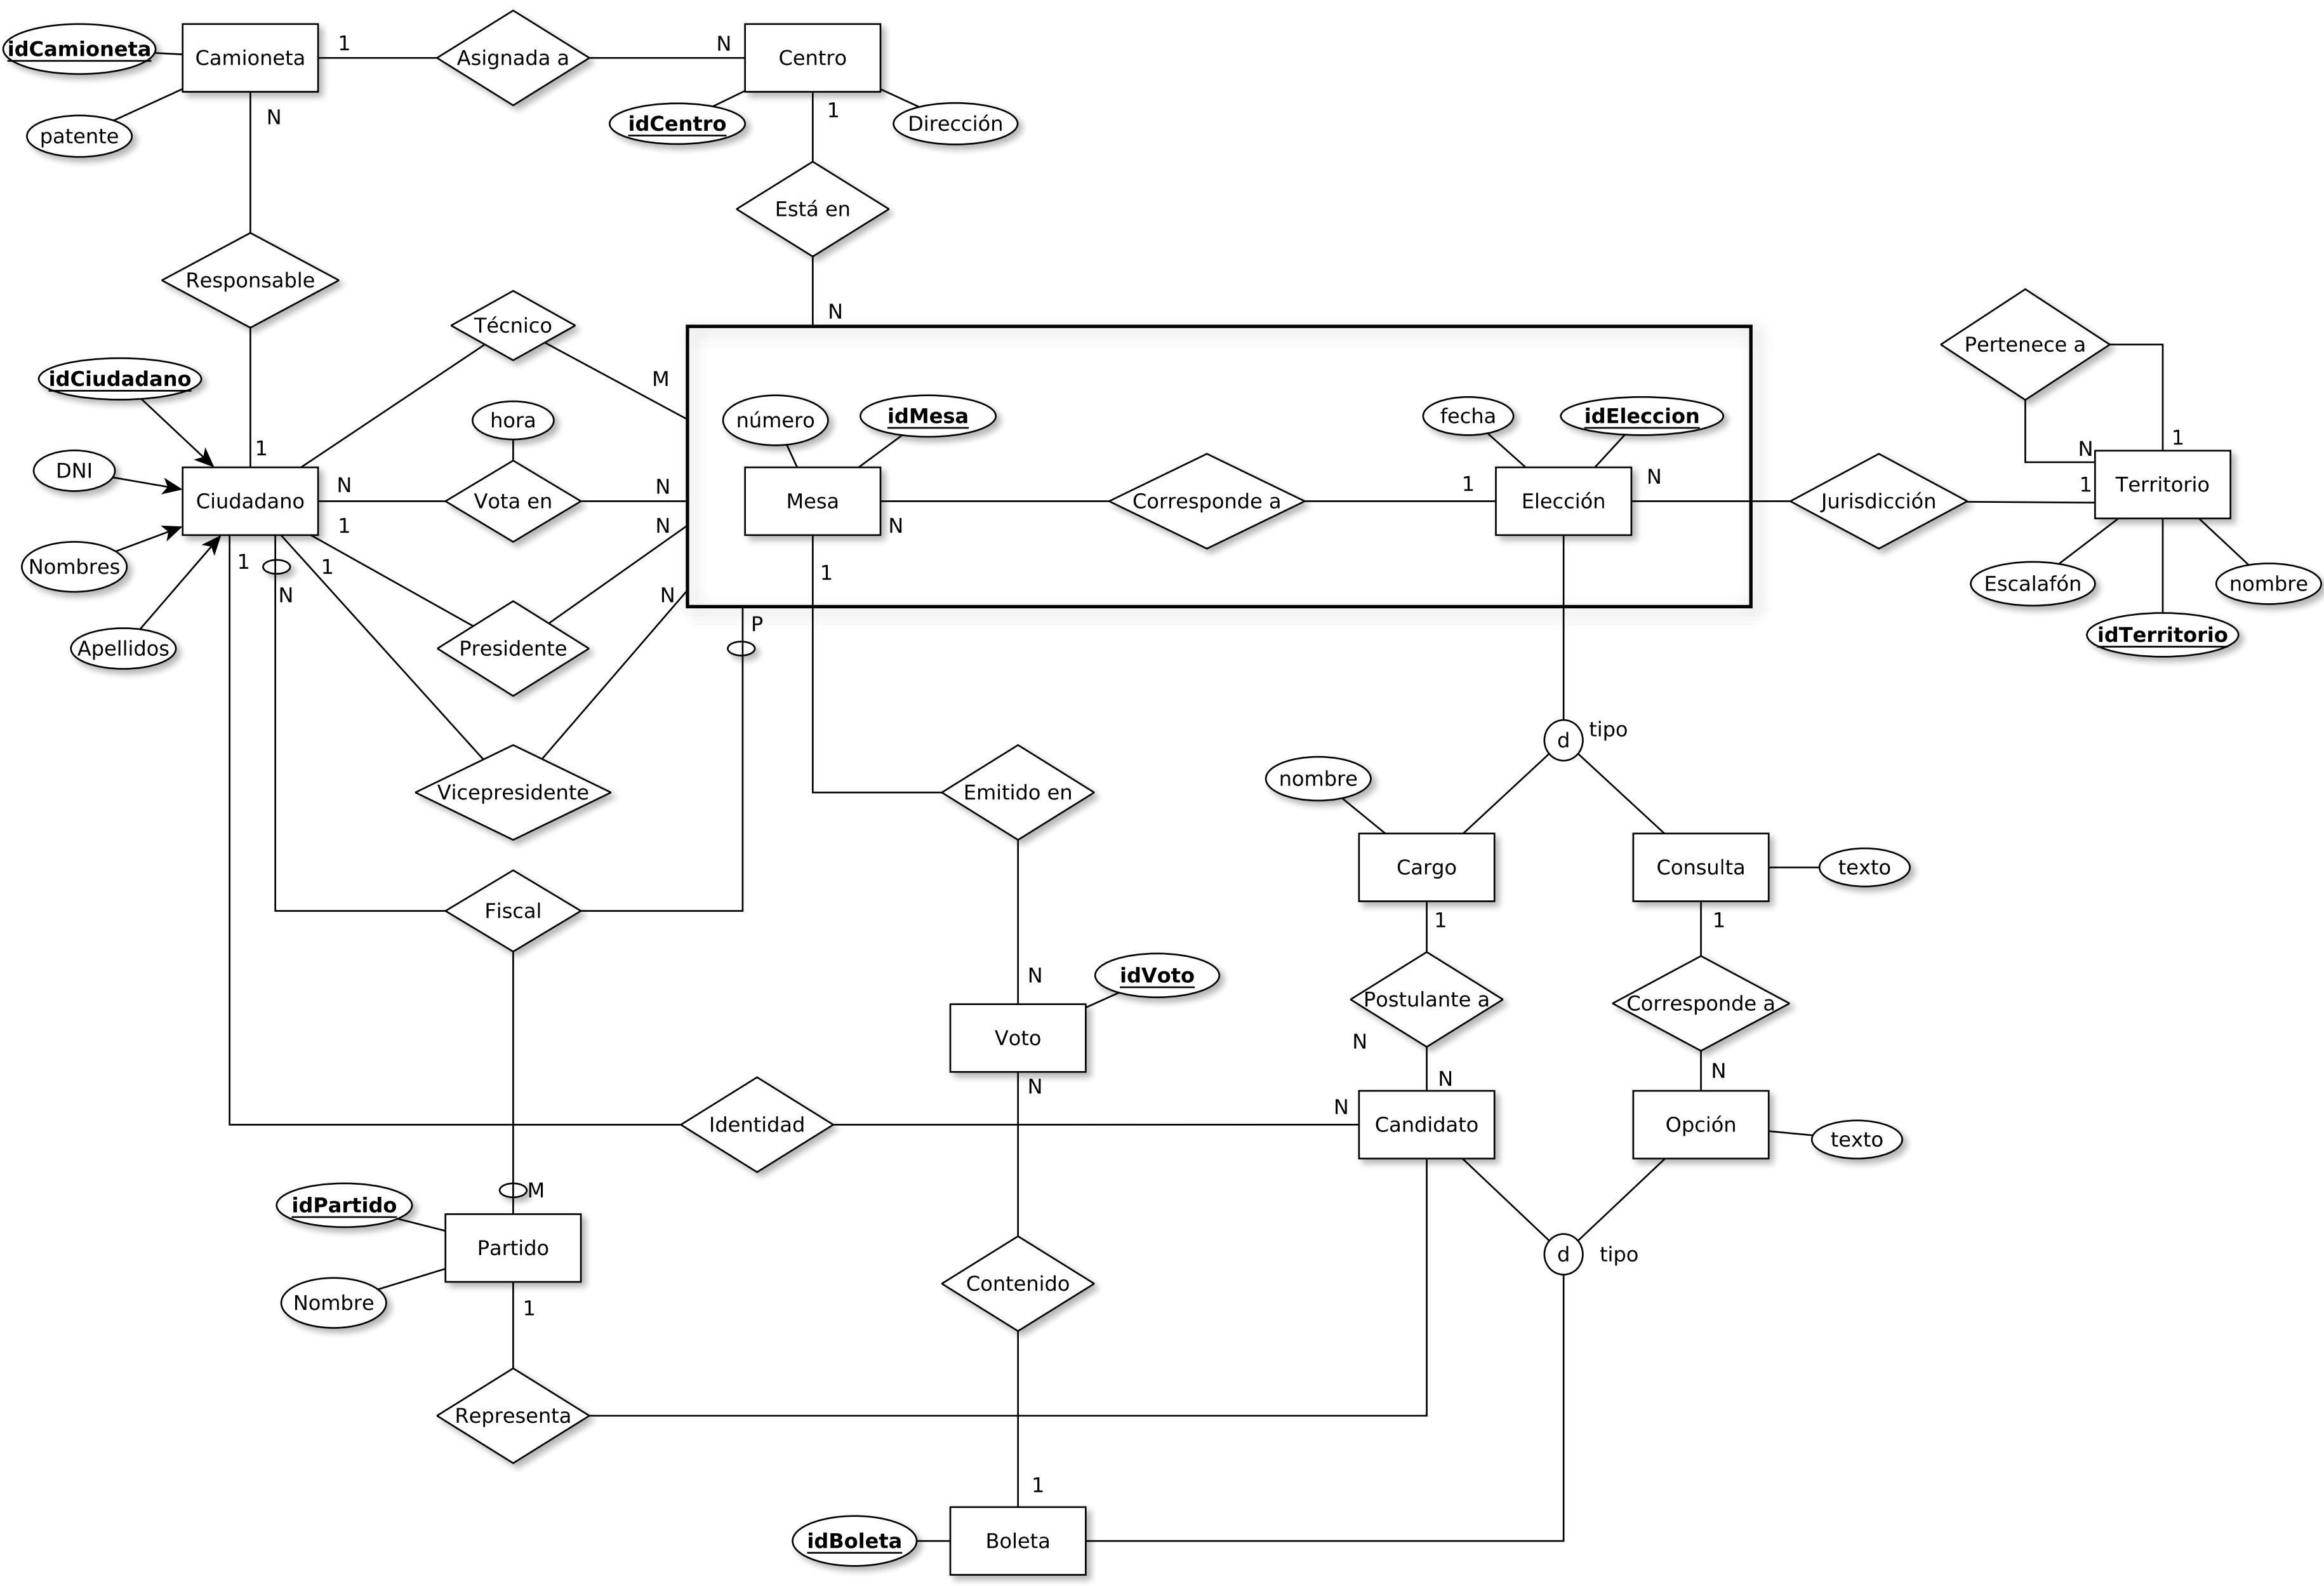 idCamioneta
Camioneta
1
Asignada a
N
Centro
patente
N
idCentro
1
Dirección
Está en
Responsable
N
Técnico
Pertenece a
idCiudadano
M
hora
número
idMesa
fecha
idEleccion
1
N
1
DNI
Ciudadano
N
Vota en
N
Mesa
Corresponde a
1
Elección
N
Jurisdicción
1
Territorio
1
N
N
Nombres
1
1
1
Escalafón
nombre
N
N
P
Apellidos
Presidente
idTerritorio
tipo
d
Vicepresidente
Emitido en
nombre
Cargo
Consulta
texto
Fiscal
1
1
N
idVoto
Postulante a
Corresponde a
Voto
N
N
N
N
Identidad
N
Candidato
Opción
texto
M
idPartido
Partido
d
tipo
Nombre
1
Contenido
Representa
1
idBoleta
Boleta